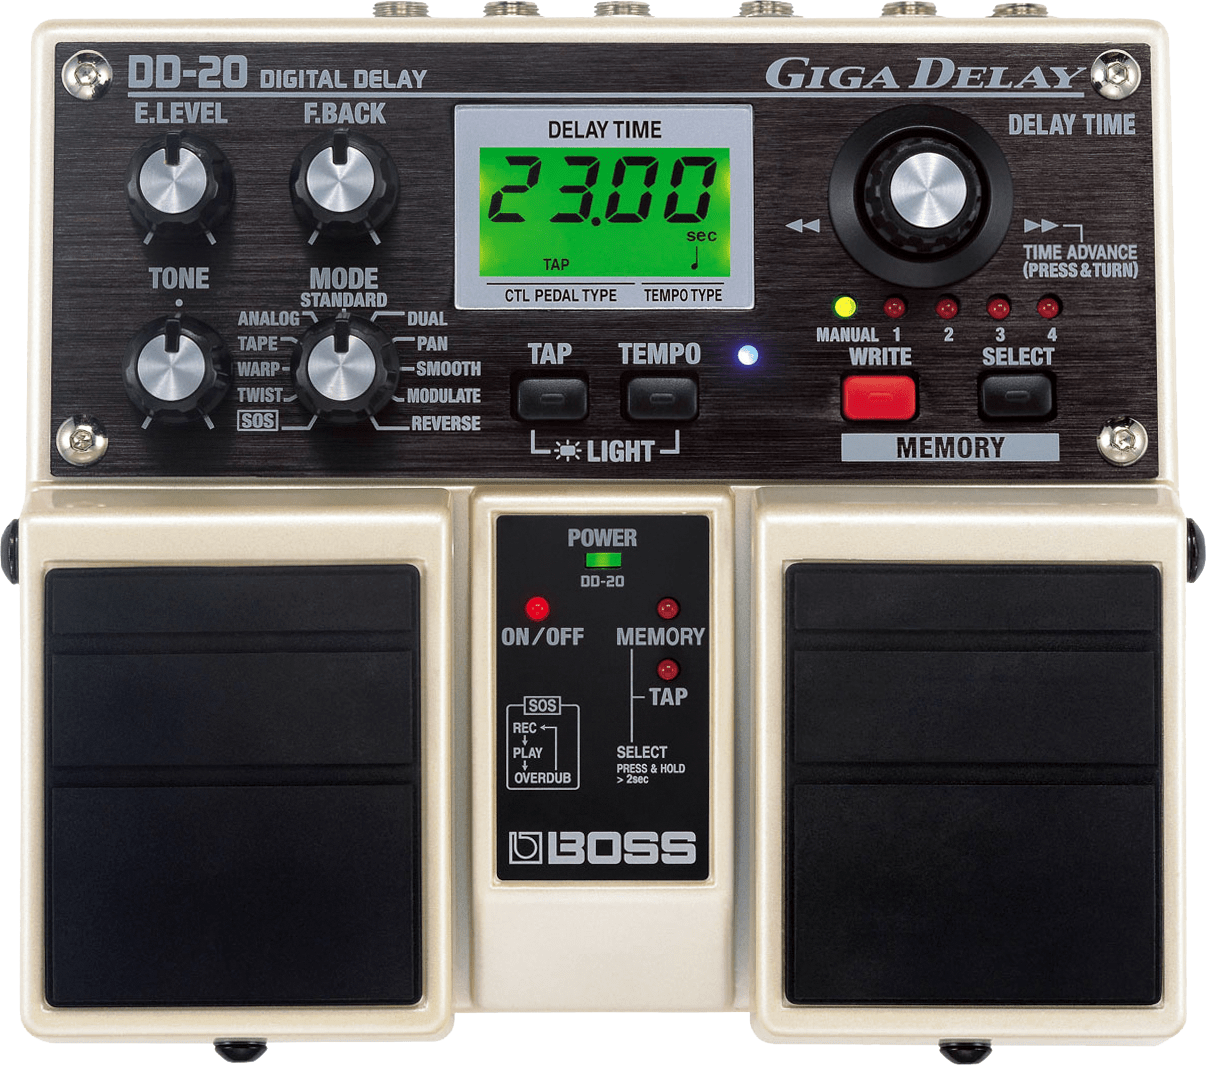 DD-20 DIGITAL DELAY
GIGA DELAY
E.LEVEL
F.BACK
DELAY TIME
23.00
sec
TAP
CTL PEDAL TYPE
TEMPO TYPE
DELAY TIME
TIME ADVANCE
(PRESS & TURN)
TONE
MODE
STANDARD
ANALOG
DUAL
TAPE
PAN
WARP
SMOOTH
TWIST
MODULATE
SOS
REVERSE
TAP
TEMPO
LIGHT
MANUAL 1 2 3 4
WRITE
SELECT
MEMORY
POWER
DD-20
ON/OFF
MEMORY
TAP
SOS
REC
PLAY
OVERDUB
SELECT
PRESS & HOLD
> 2sec
BOSS